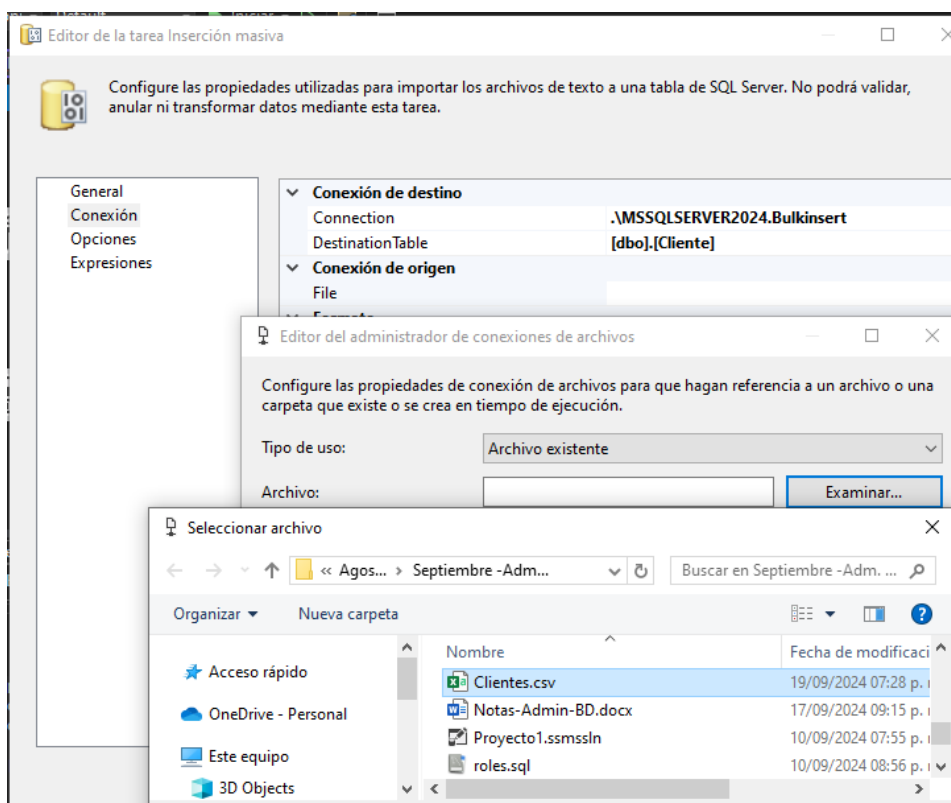 Editor de la tarea Inserción masiva
Configure las propiedades utilizadas para importar los archivos de texto a una tabla de SQL Server. No podrá validar,
anular ni transformar datos mediante esta tarea.
General
Conexión
Opciones
Expresiones
Conexión de destino
Connection .\MSSQLSERVER2024.Bulkinsert
DestinationTable [dbo].[Cliente]
Conexión de origen
File
Editor del administrador de conexiones de archivos
Configure las propiedades de conexión de archivos para que hagan referencia a un archivo o una
carpeta que existe o se crea en tiempo de ejecución.
Tipo de uso: Archivo existente
Archivo: Examinar...
Seleccionar archivo
« Agos... > Septiembre -Adm... Buscar en Septiembre -Adm. ...
Organizar Nueva carpeta
Nombre Fecha de modificaci
Acceso rápido
OneDrive - Personal
Este equipo
3D Objects
Clientes.csv 19/09/2024 07:28 p.
Notas-Admin-BD.docx 17/09/2024 09:15 p.
Proyecto1.ssmssln 10/09/2024 07:55 p.
roles.sql 10/09/2024 08:56 p.